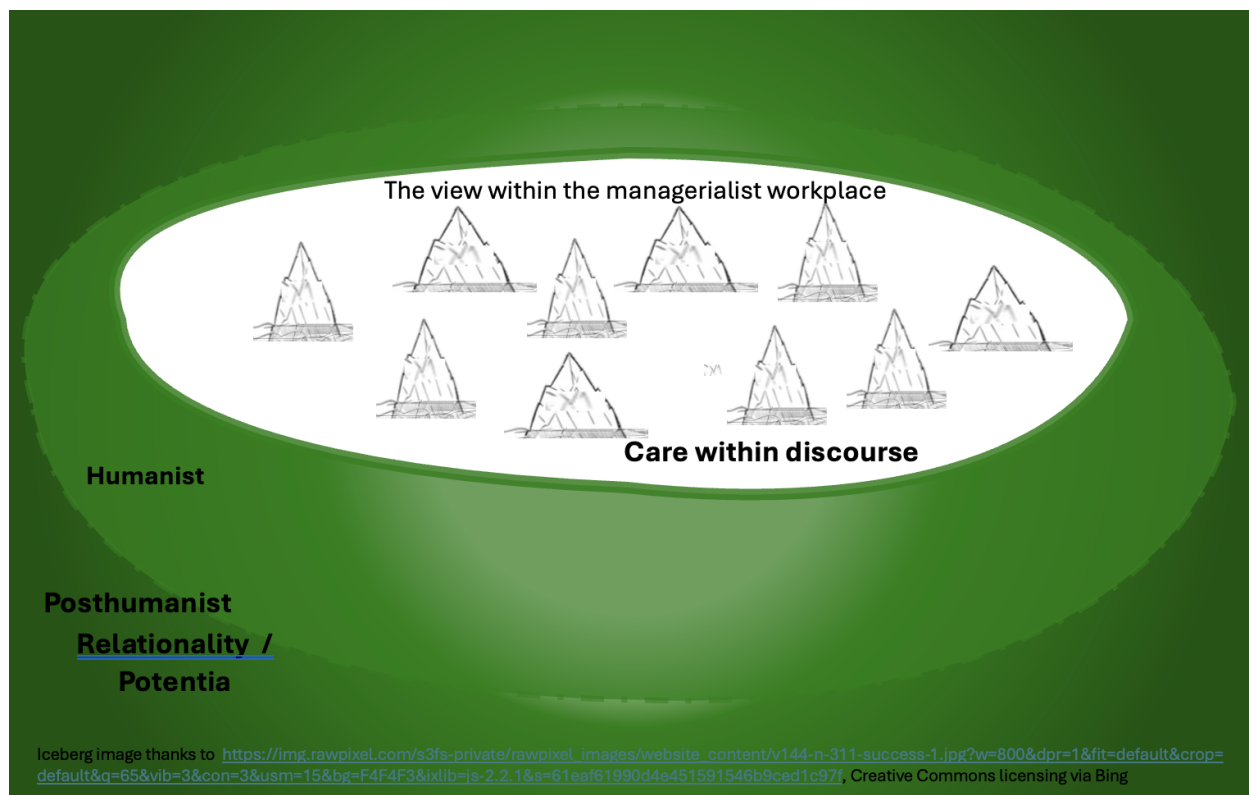 The view within the managerialist workplace
Care within discourse
Humanist
Posthumanist
Relationality /
Potentia
Iceberg image thanks to https://img.rawpixel.com/s3fs-private/rawpixel_images/website_content/v144-n-311-success-1.jpg?w=800&dpr=1&fit=default&crop=
default&q=65&vib=3&con=3&usm=15&bg=F4F4F3&ixlib=js-2.2.1&s=61eaf61990d4e451591546b9ced1c97f, Creative Commons licensing via Bing